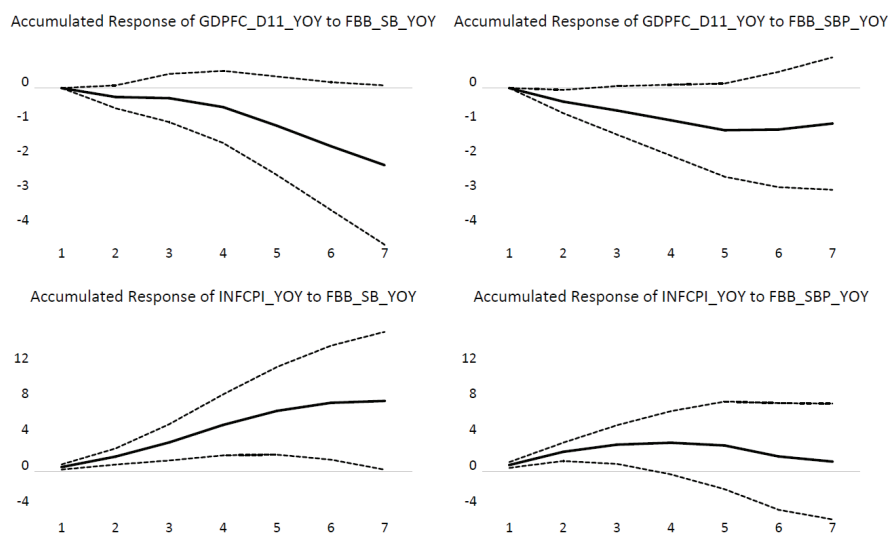 Accumulated Response of GDPFC_D11_YOY to FBB_SB_YOY
0
-1
-2
-3
-4
1 2 3 4 5 6 7
Accumulated Response of GDPFC_D11_YOY to FBB_SBP_YOY
0
-1
-2
-3
-4
1 2 3 4 5 6 7
Accumulated Response of INFCPI_YOY to FBB_SB_YOY
12
8
4
0
-4
1 2 3 4 5 6 7
Accumulated Response of INFCPI_YOY to FBB_SBP_YOY
12
8
4
0
-4
1 2 3 4 5 6 7